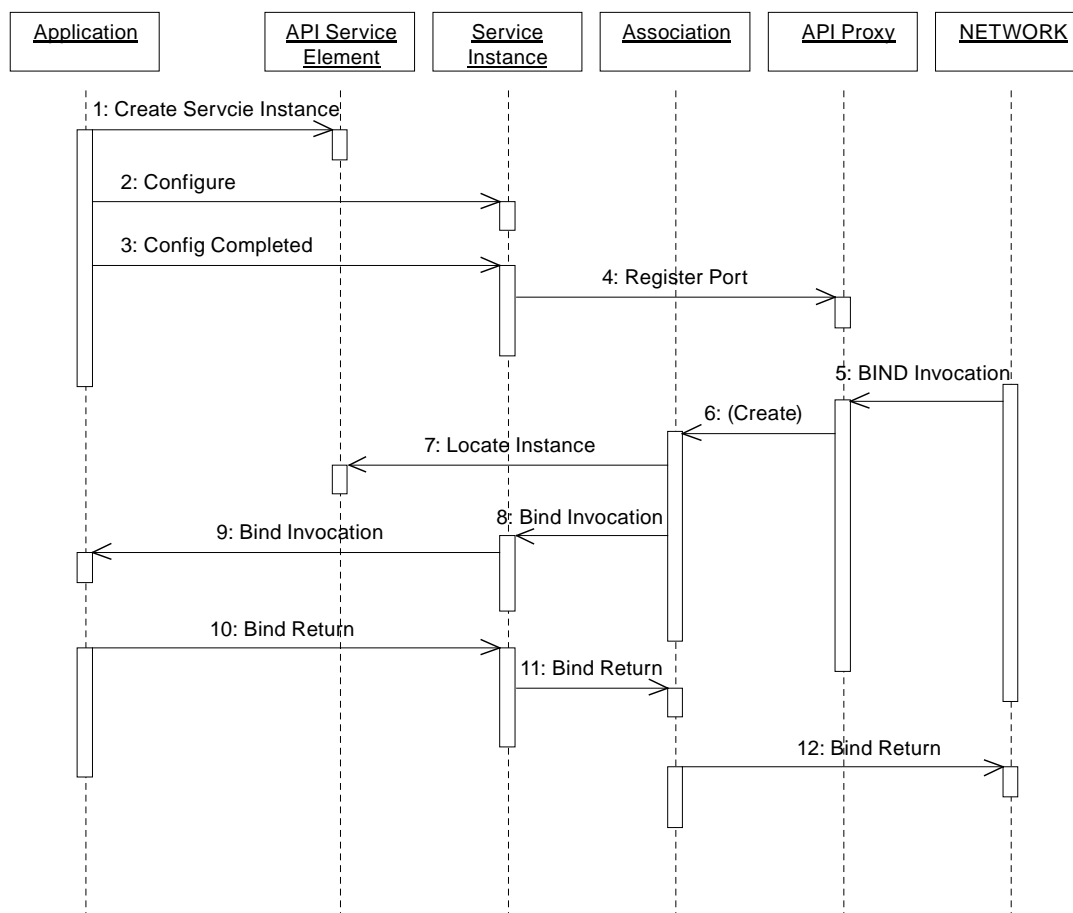 Application
API Service
Element
Service
Instance
Association
API Proxy
NETWORK
1: Create Servcie Instance
2: Configure
3: Config Completed
4: Register Port
5: BIND Invocation
6: (Create)
7: Locate Instance
8: Bind Invocation
9: Bind Invocation
10: Bind Return
11: Bind Return
12: Bind Return